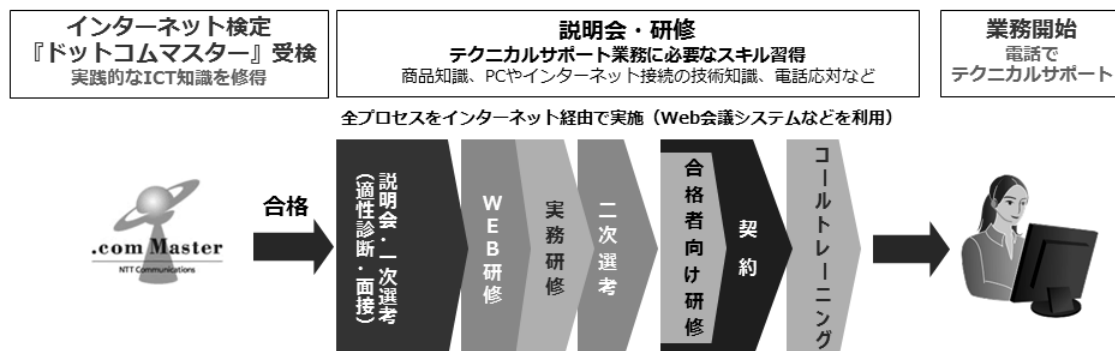 インターネット検定
『ドットコムマスター』受検
実践的なICT知識を修得
説明会・研修
テクニカルサポート業務に必要なスキル習得
商品知識、PCやインターネット接続の技術知識、電話応対など
業務開始
電話で
テクニカルサポート
全プロセスをインターネット経由で実施（Web会議システムなどを利用）
.com Master
NTT Communications
合格
説明会・一次選考
（適性診断・面接）
WEB研修
実務研修
二次選考
合格者向け研修
契約
コールトレーニング